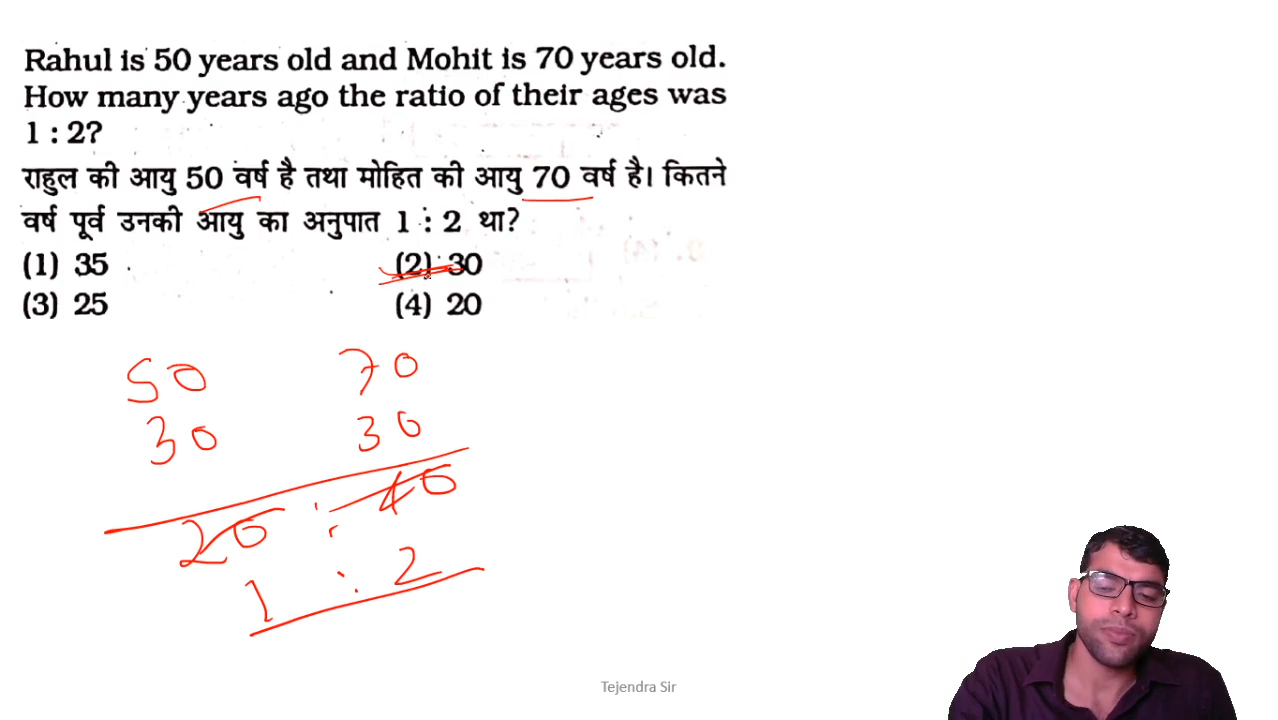 Rahul is 50 years old and Mohit is 70 years old.
How many years ago the ratio of their ages was
1 : 2?
राहुल की आयु 50 वर्ष है तथा मोहित की आयु 70 वर्ष है। कितने
वर्ष पूर्व उनकी आयु का अनुपात 1 : 2 था?
(1) 35 (2) 30
(3) 25 (4) 20
50 70
30 30
20 : 40
1 : 2
Tejendra Sir